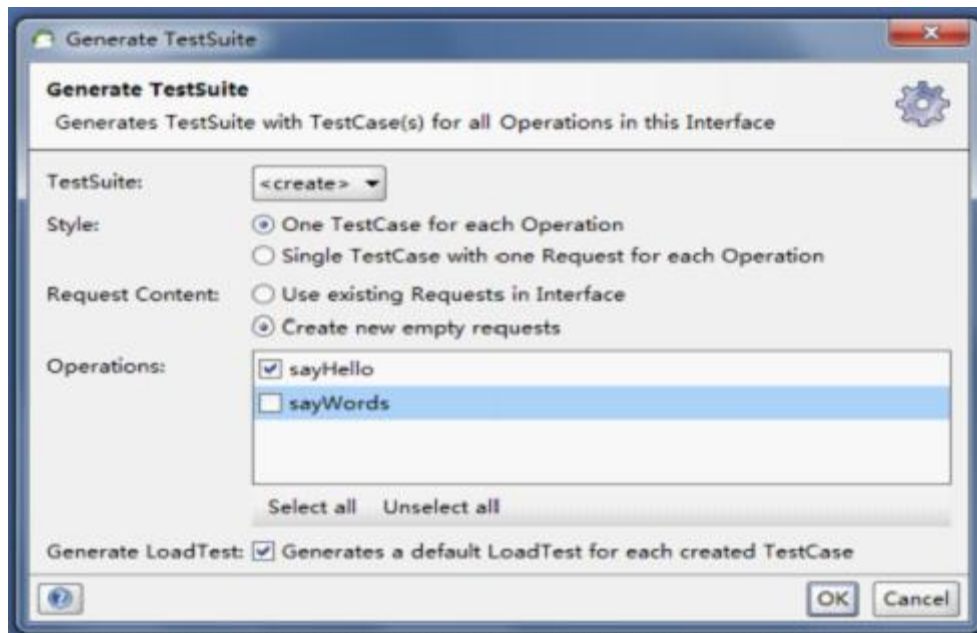 Generate TestSuite
Generate TestSuite
Generates TestSuite with TestCase(s) for all Operations in this Interface
TestSuite: <create>
Style: One TestCase for each Operation
Single TestCase with one Request for each Operation
Request Content: Use existing Requests in Interface
Create new empty requests
Operations: sayHello
sayWords
Select all Unselect all
Generate LoadTest: Generates a default LoadTest for each created TestCase
OK Cancel